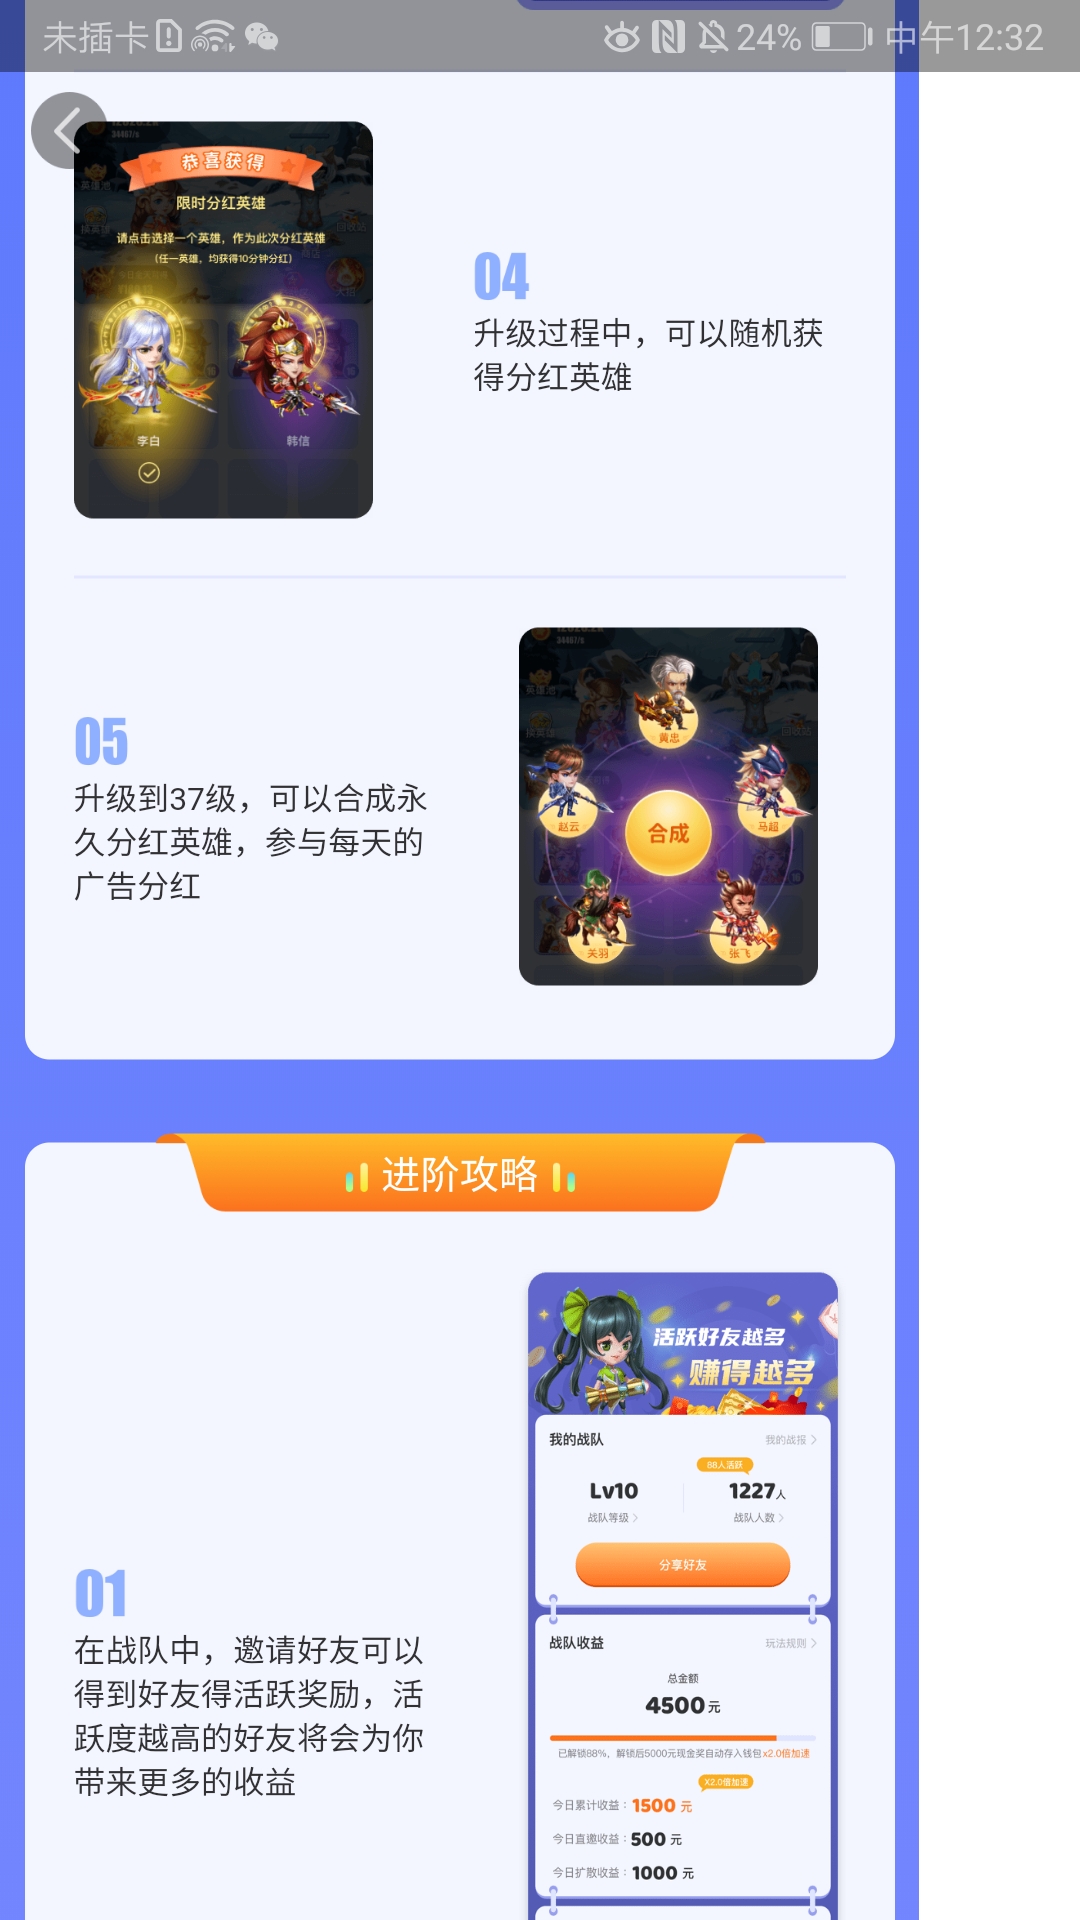 未插卡
24%
中午12:32
恭喜获得
限时分红英雄
请点击选择一个英雄，作为此次分红英雄
(任一英雄，均获得10分钟分红)
李白
韩信
04
升级过程中，可以随机获
得分红英雄
05
升级到37级，可以合成永
久分红英雄，参与每天的
广告分红
黄忠
赵云
马超
合成
关羽
张飞
进阶攻略
01
在战队中，邀请好友可以
得到好友得活跃奖励，活
跃度越高的好友将会为你
带来更多的收益
活跃好友越多
赚得越多
我的战队
我的战报
88人活跃
Lv10
1227人
战队等级
战队人数
分享好友
战队收益
玩法规则
总金额
4500元
已解锁88%，解锁后5000元现金奖自动存入钱包x2.0倍加速
X2.0倍加速
今日累计收益：1500 元
今日直邀收益：500 元
今日扩散收益：1000 元